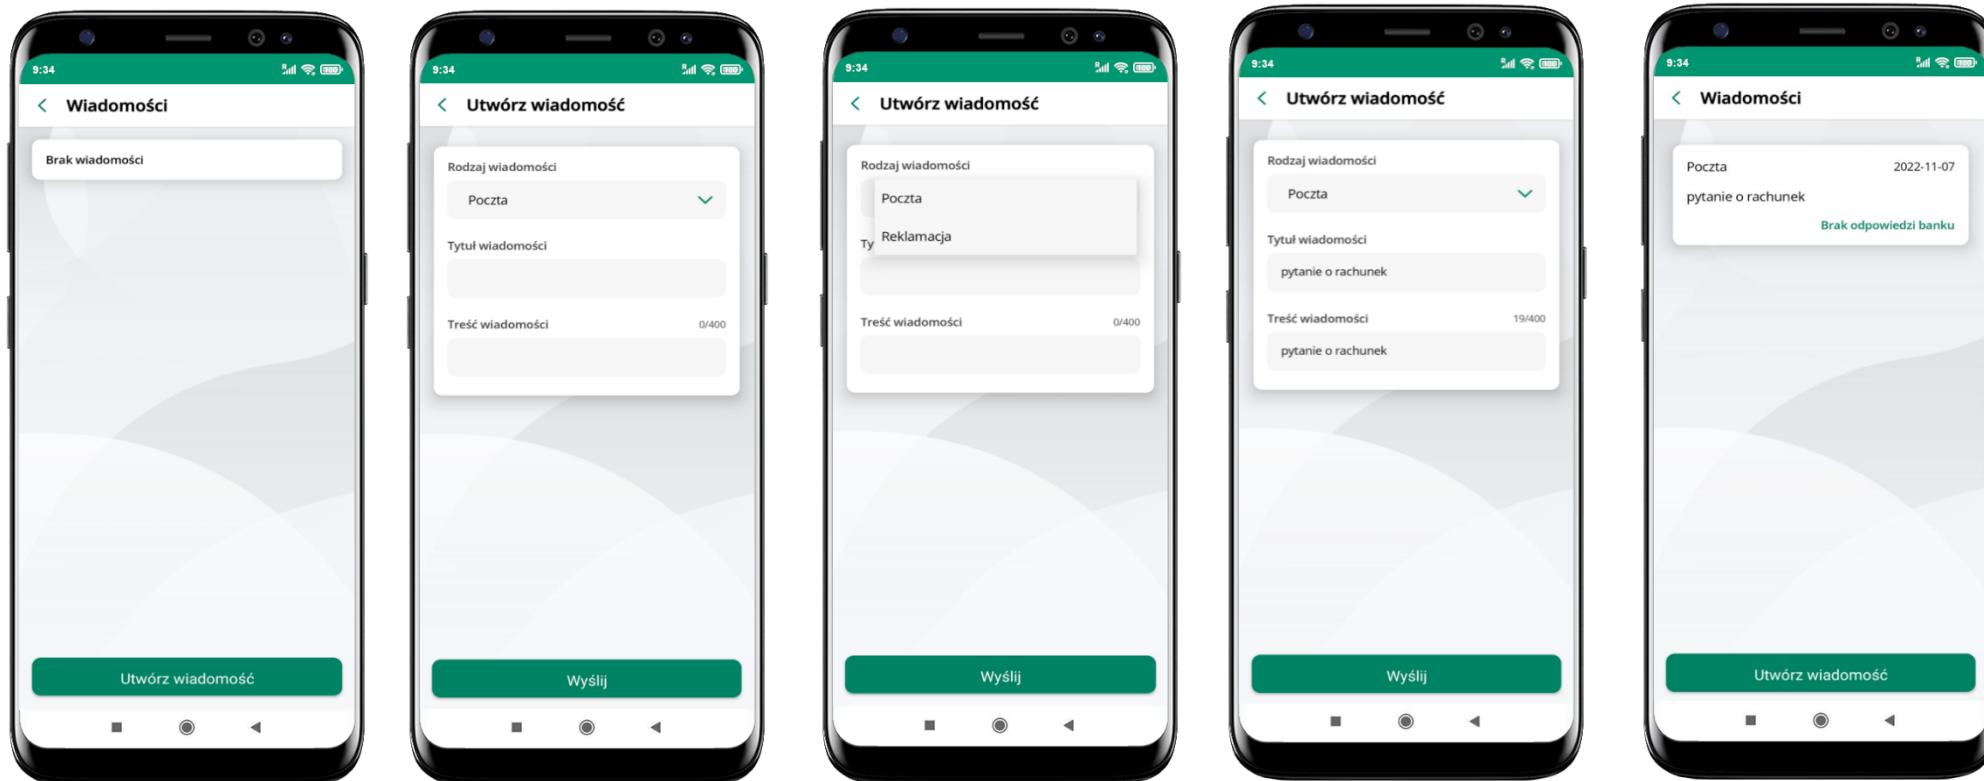 9:34
Wiadomości
Brak wiadomości
Utwórz wiadomość
9:34
Utwórz wiadomość
Rodzaj wiadomości
Poczta
Tytuł wiadomości
Treść wiadomości 0/400
Wyślij
9:34
Utwórz wiadomość
Rodzaj wiadomości
Poczta
Reklamacja
Ty
Treść wiadomości 0/400
Wyślij
9:34
Utwórz wiadomość
Rodzaj wiadomości
Poczta
Tytuł wiadomości
pytanie o rachunek
Treść wiadomości 19/400
pytanie o rachunek
Wyślij
9:34
Wiadomości
Poczta 2022-11-07
pytanie o rachunek
Brak odpowiedzi banku
Utwórz wiadomość